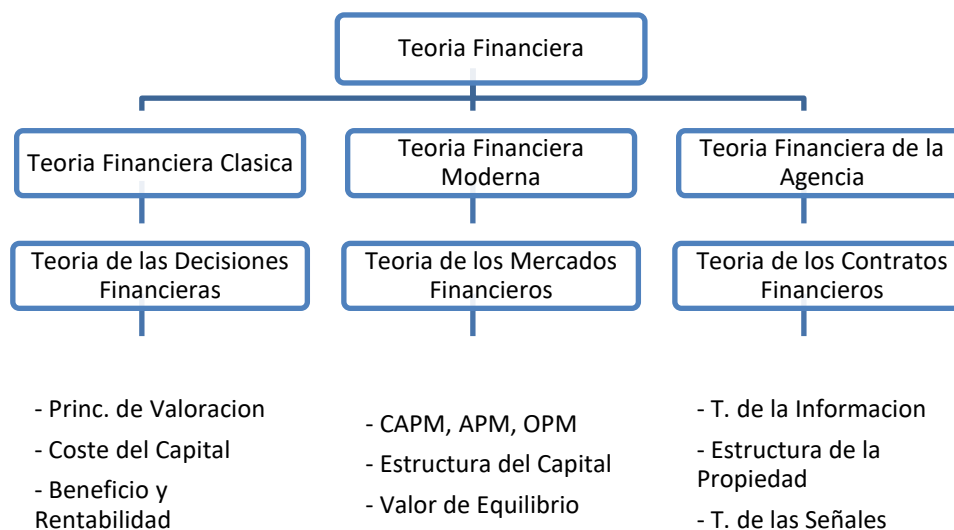 Teoria Financiera
Teoria Financiera Clasica
Teoria Financiera
Moderna
Teoria Financiera de la
Agencia
Teoria de las Decisiones
Financieras
Teoria de los Mercados
Financieros
Teoria de los Contratos
Financieros
- Princ. de Valoracion
- Coste del Capital
- Beneficio y
Rentabilidad
- CAPM, APM, OPM
- Estructura del Capital
- Valor de Equilibrio
- T. de la Informacion
- Estructura de la
Propiedad
- T. de las Señales